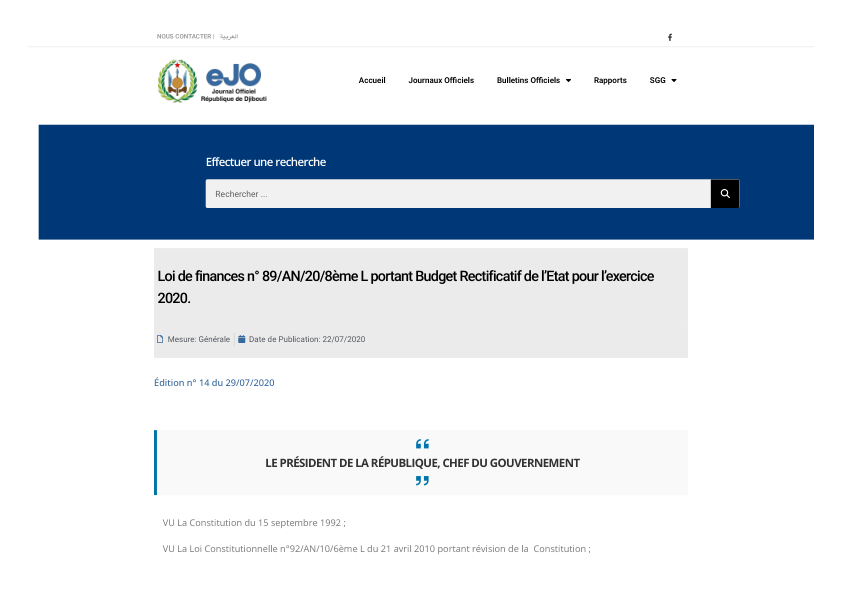 NOUS CONTACTER | العربية
eJO
Journal Officiel
République de Djibouti
Accueil Journaux Officiels Bulletins Officiels Rapports SGG
Effectuer une recherche
Rechercher ...
Loi de finances n° 89/AN/20/8ème L portant Budget Rectificatif de l’Etat pour l’exercice
2020.
Mesure: Générale Date de Publication: 22/07/2020
Édition n° 14 du 29/07/2020
LE PRÉSIDENT DE LA RÉPUBLIQUE, CHEF DU GOUVERNEMENT
VU La Constitution du 15 septembre 1992 ;
VU La Loi Constitutionnelle n°92/AN/10/6ème L du 21 avril 2010 portant révision de la Constitution ;